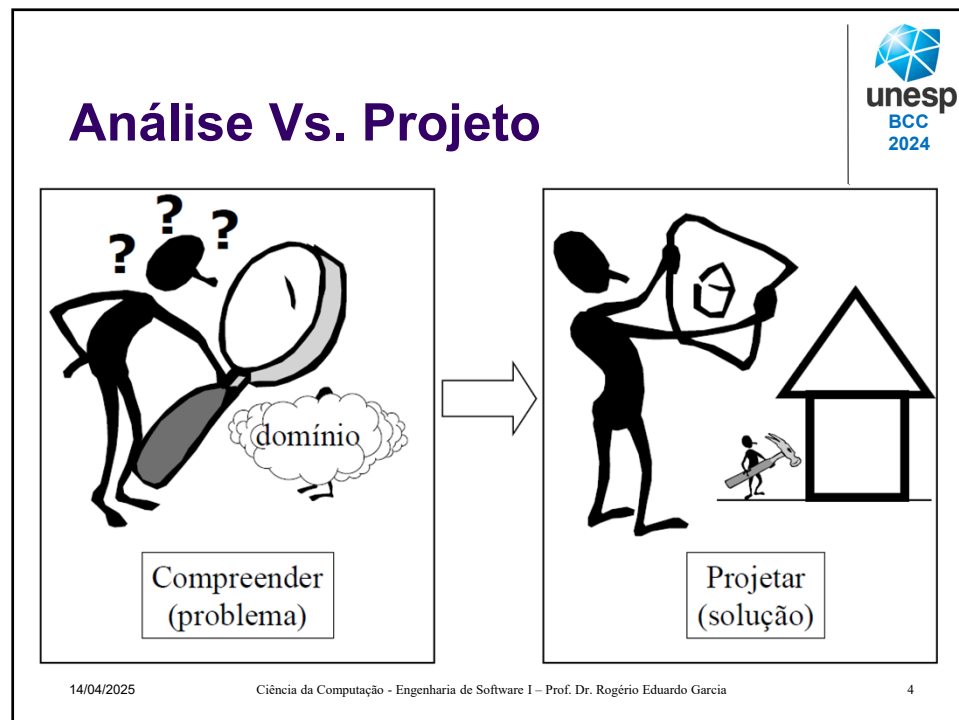 Análise Vs. Projeto
unesp
BCC
2024
? ? ?
domínio
Compreender
(problema)
Projetar
(solução)
14/04/2025
Ciência da Computação - Engenharia de Software I – Prof. Dr. Rogério Eduardo Garcia
4